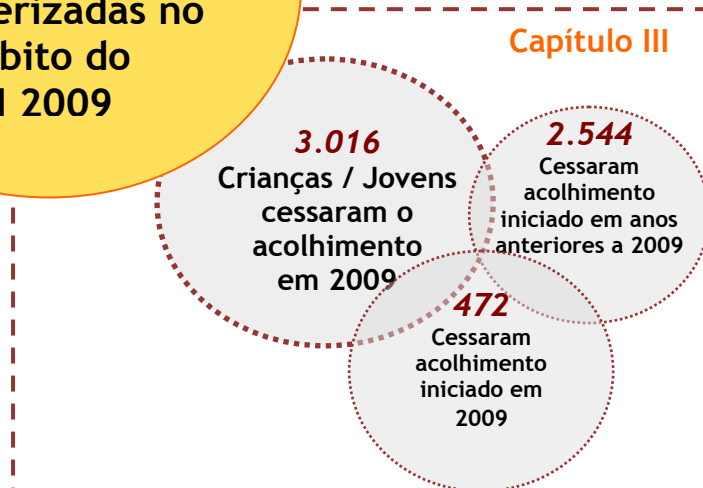 erizadas no
bito do
2009
Capítulo III
3.016
Crianças / Jovens
cessaram o
acolhimento
em 2009
2.544
Cessaram
acolhimento
iniciado em anos
anteriores a 2009
472
Cessaram
acolhimento
iniciado em
2009